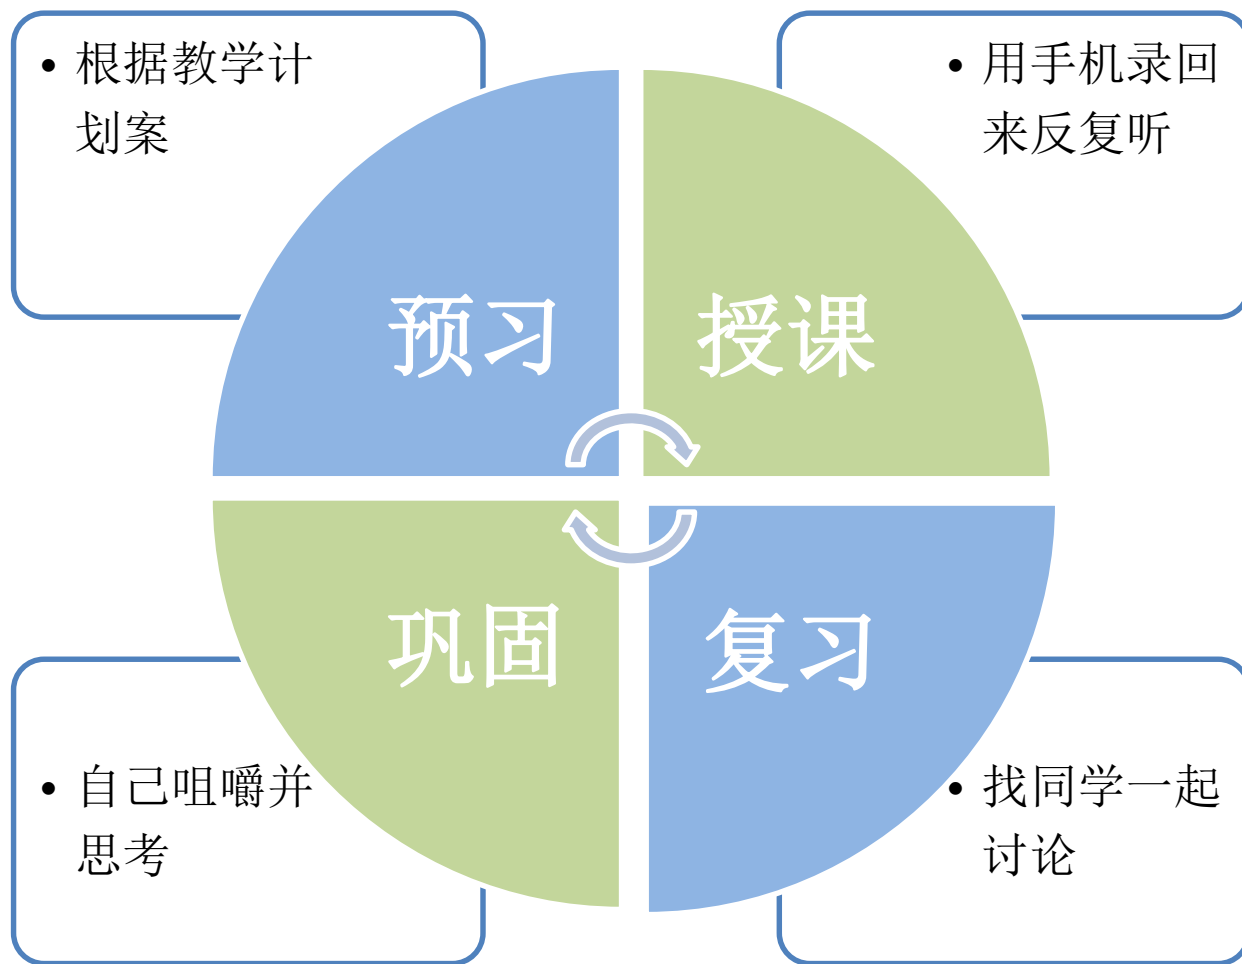 • 根据教学计
划案
• 用手机录回
来反复听
预习
授课
巩固
复习
• 自己咀嚼并
思考
• 找同学一起
讨论